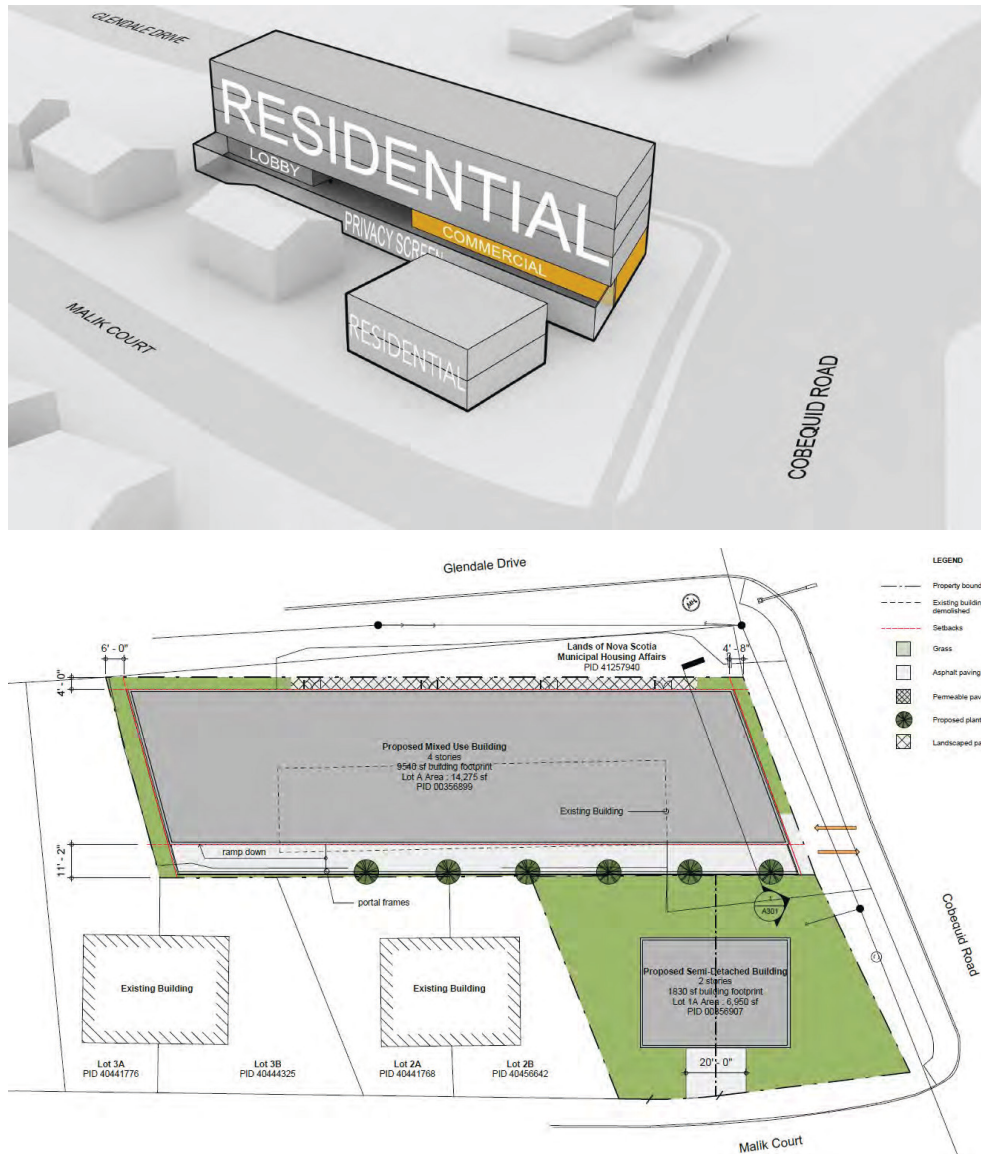 GLENDALE DRIVE
RESIDENTIAL
LOBBY
PRIVACY SCREEN
COMMERCIAL
RESIDENTIAL
MALIK COURT
COBEQUID ROAD
Glendale Drive
LEGEND
Property bound
Existing building
demolished
Setbacks
Grass
Asphalt paving
Permeable pav
Proposed plant
Landscaped pa
6' - 0"
4' - 0"
Lands of Nova Scotia
Municipal Housing Affairs
PID 41257940
4' - 8"
Proposed Mixed Use Building
4 stories
9540 sf building footprint
Lot A Area : 14,275 sf
PID 00356899
Existing Building
11' - 2"
ramp down
portal frames
1
A301
Cobequid Road
Existing Building
Existing Building
Proposed Semi-Detached Building
2 stories
1830 sf building footprint
Lot 1A Area : 6,950 sf
PID 00356907
20' - 0"
Lot 3A
PID 40441776
Lot 3B
PID 40444325
Lot 2A
PID 40441768
Lot 2B
PID 40456642
Malik Court